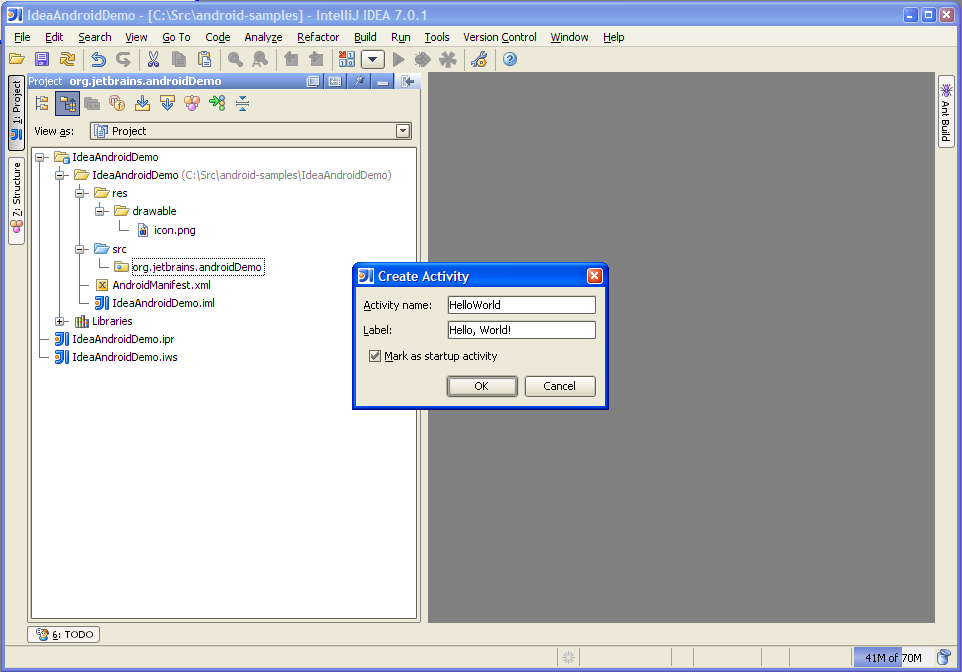 IdeaAndroidDemo - [C:\Src\android-samples] - IntelliJ IDEA 7.0.1
File Edit Search View Go To Code Analyze Refactor Build Run Tools Version Control Window Help
Project org.jetbrains.androidDemo
1: Project
7: Structure
View as: Project
IdeaAndroidDemo
IdeaAndroidDemo (C:\Src\android-samples\IdeaAndroidDemo)
res
drawable
icon.png
src
org.jetbrains.androidDemo
AndroidManifest.xml
IdeaAndroidDemo.iml
Libraries
IdeaAndroidDemo.ipr
IdeaAndroidDemo.iws
Create Activity
Activity name: HelloWorld
Label: Hello, World!
Mark as startup activity
OK Cancel
Ant Build
6: TODO
41M of 70M